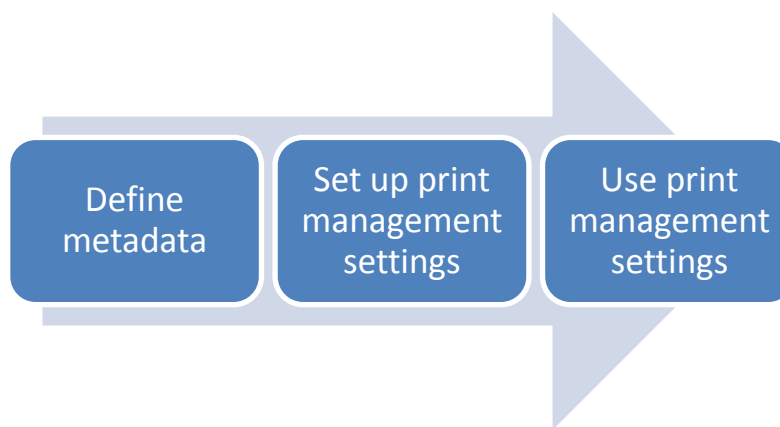 Define
metadata
Set up print
management
settings
Use print
management
settings